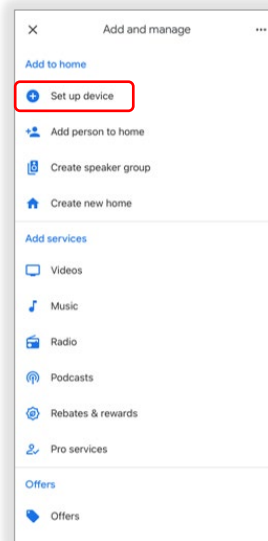 Add and manage
Add to home
Set up device
Add person to home
Create speaker group
Create new home
Add services
Videos
Music
Radio
Podcasts
Rebates & rewards
Pro services
Offers
Offers